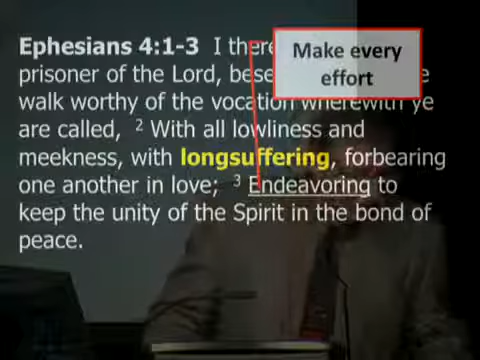 Ephesians 4:1-3 I there
Make every
effort
prisoner of the Lord, bese e
walk worthy of the vocation wherewith ye
are called, ² With all lowliness and
meekness, with longsuffering, forbearing
one another in love; ³ Endeavoring to
keep the unity of the Spirit in the bond of
peace.